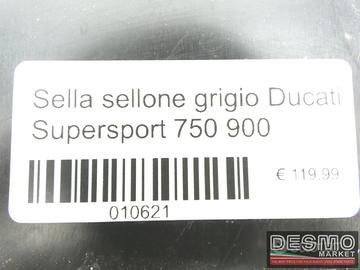 Sella sellone grigio Ducati
Supersport 750 900
€ 119.99
010621
DESMO
MARKET